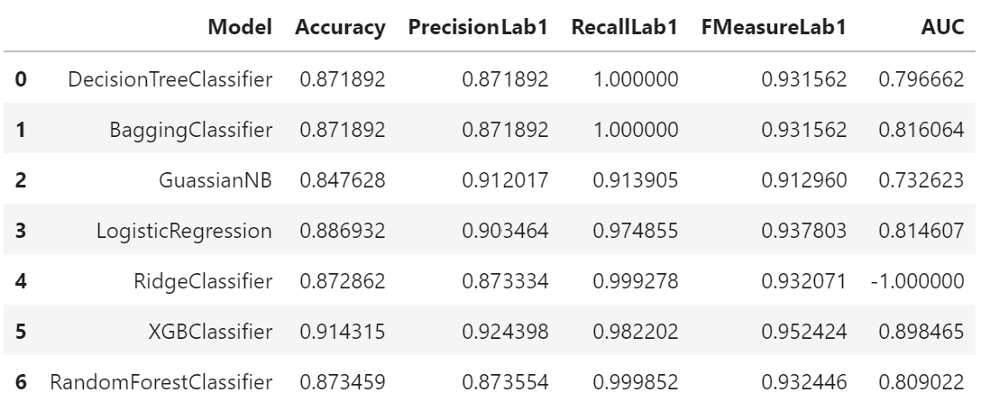 Model Accuracy PrecisionLab1 RecallLab1 FMeasureLab1 AUC
0 DecisionTreeClassifier 0.871892 0.871892 1.000000 0.931562 0.796662
1 BaggingClassifier 0.871892 0.871892 1.000000 0.931562 0.816064
2 GuassianNB 0.847628 0.912017 0.913905 0.912960 0.732623
3 LogisticRegression 0.886932 0.903464 0.974855 0.937803 0.814607
4 RidgeClassifier 0.872862 0.873334 0.999278 0.932071 -1.000000
5 XGBClassifier 0.914315 0.924398 0.982202 0.952424 0.898465
6 RandomForestClassifier 0.873459 0.873554 0.999852 0.932446 0.809022